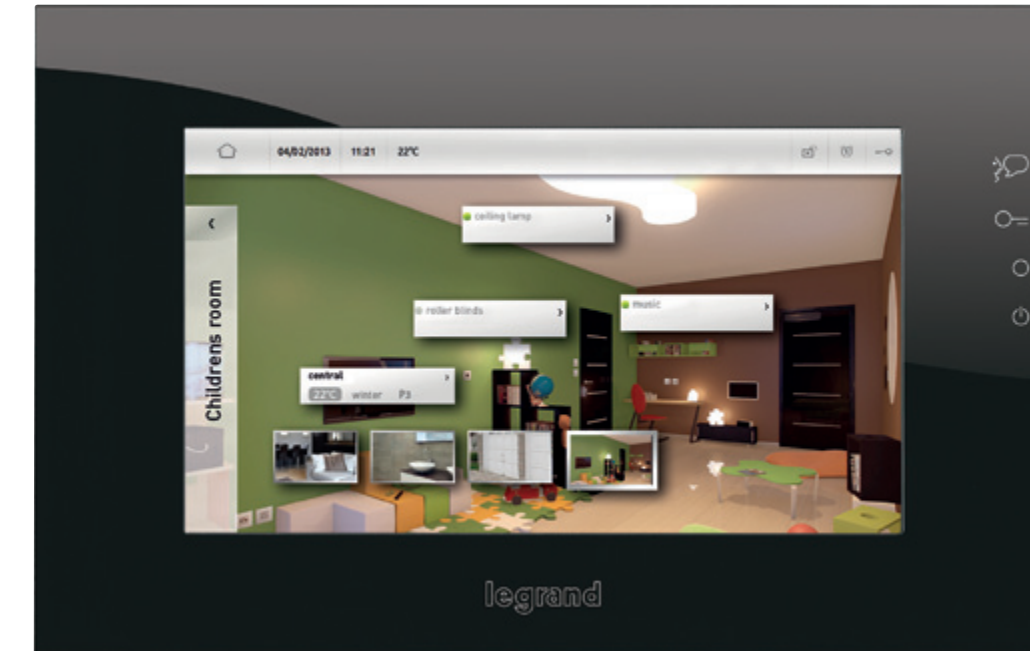 04/02/2013 11:21 22°C
ceiling lamp
roller blinds
music
Childrens room
central
22°C winter P3
legrand